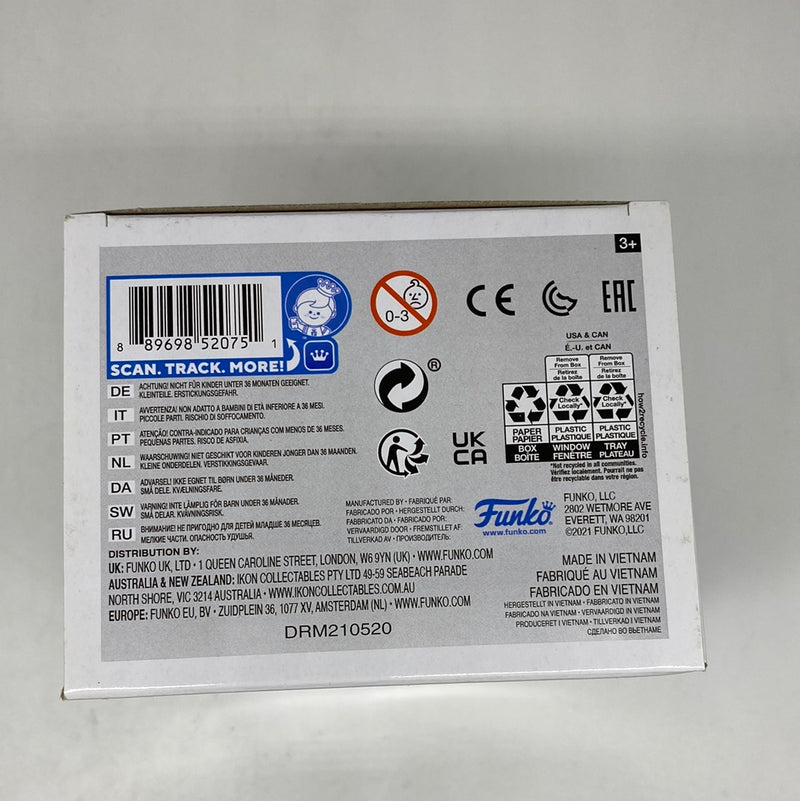 3+
8 89698 52075 1
SCAN. TRACK. MORE!
0-3
CE
EAC
UK
CA
®
USA & CAN
É.-U. et CAN
Remove From Box
Retirez de la boîte
Remove From Box
Retirez de la boîte
Check Locally*
Check Locally*
PAPER
PAPIER
PLASTIC
PLASTIQUE
PLASTIC
PLASTIQUE
BOX
BOÎTE
WINDOW
FENÊTRE
TRAY
PLATEAU
how2recycle.info
*Not recycled in all communities.
Vérifiez localement. Pourrait ne pas
être recyclable dans votre région.
DE ACHTUNG! NICHT FÜR KINDER UNTER 36 MONATEN GEEIGNET.
KLEINTEILE. ERSTICKUNGSGEFAHR.
IT AVVERTENZA! NON ADATTO A BAMBINI DI ETÀ INFERIORE A 36 MESI.
PICCOLE PARTI. RISCHIO DI SOFFOCAMENTO.
PT ATENÇÃO! CONTRA-INDICADO PARA CRIANÇAS COM MENOS DE 36 MESES.
PEQUENAS PARTES. RISCO DE ASFIXIA.
NL WAARSCHUWING! NIET GESCHIKT VOOR KINDEREN JONGER DAN 36 MAANDEN.
KLEINE ONDERDELEN. VERSTIKKINGSGEVAAR.
DA ADVARSEL! IKKE EGNET TIL BØRN UNDER 36 MÅNEDER.
SMÅ DELE. KVÆLNINGSFARE.
SW VARNING! INTE LÄMPLIG FÖR BARN UNDER 36 MÅNADER.
SMÅ DELAR. KVÄVNINGSRISK.
RU ВНИМАНИЕ! НЕ ПРИГОДНО ДЛЯ ДЕТЕЙ МЛАДШЕ 36 МЕСЯЦЕВ.
МЕЛКИЕ ЧАСТИ. ОПАСНОСТЬ УДУШЬЯ.
MANUFACTURED BY • FABRIQUÉ PAR:
FABRICADO POR • HERGESTELLT DURCH:
FABBRICATO DA • FABRICADO POR:
VERVAARDIGD DOOR • FREMSTILLET AF:
TILLVERKAD AV • ПРОИЗВОДИТЕЛЬ:
Funko
www.funko.com
FUNKO, LLC
2802 WETMORE AVE
EVERETT, WA 98201
©2021 FUNKO,LLC
DISTRIBUTION BY:
UK: FUNKO UK, LTD • 1 QUEEN CAROLINE STREET, LONDON, W6 9YN (UK) • WWW.FUNKO.COM
AUSTRALIA & NEW ZEALAND: IKON COLLECTABLES PTY LTD 49-59 SEABEACH PARADE
NORTH SHORE, VIC 3214 AUSTRALIA • WWW.IKONCOLLECTABLES.COM.AU
EUROPE: FUNKO EU, BV • ZUIDPLEIN 36, 1077 XV, AMSTERDAM (NL) • WWW.FUNKO.COM
DRM210520
MADE IN VIETNAM
FABRIQUÉ AU VIETNAM
FABRICADO EN VIETNAM
HERGESTELLT IN VIETNAM • FABBRICATO IN VIETNAM
FABRICADO NO VIETNAM • VERVAARDIGD IN VIETNAM
PRODUCERET I VIETNAM • TILLVERKAD I VIETNAM
СДЕЛАНО ВО ВЬЕТНАМЕ